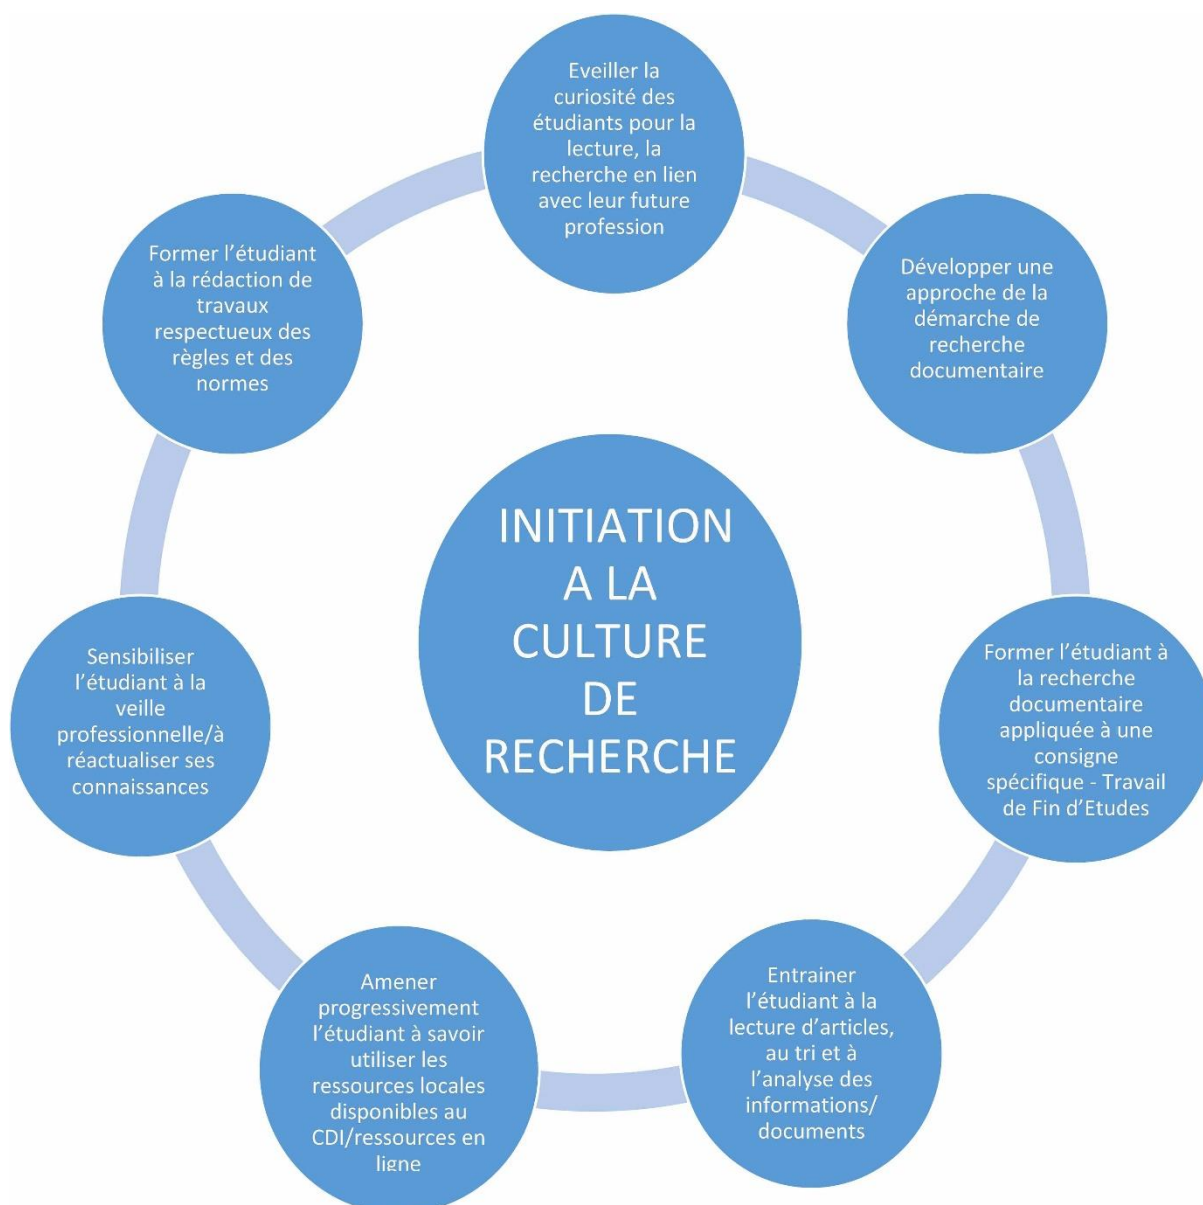 Eveiller la
curiosité des
étudiants pour la
lecture, la
recherche en lien
avec leur future
profession
Développer une
approche de la
démarche de
recherche
documentaire
Former l'étudiant à
la recherche
documentaire
appliquée à une
consigne
spécifique - Travail
de Fin d'Etudes
Entrainer
l'étudiant à la
lecture d'articles,
au tri et à
l'analyse des
informations/
documents
Amener
progressivement
l'étudiant à savoir
utiliser les
ressources locales
disponibles au
CDI/ressources en
ligne
Sensibiliser
l'étudiant à la
veille
professionnelle/à
réactualiser ses
connaissances
Former l'étudiant
à la rédaction de
travaux
respectueux des
règles et des
normes
INITIATION
A LA
CULTURE
DE
RECHERCHE